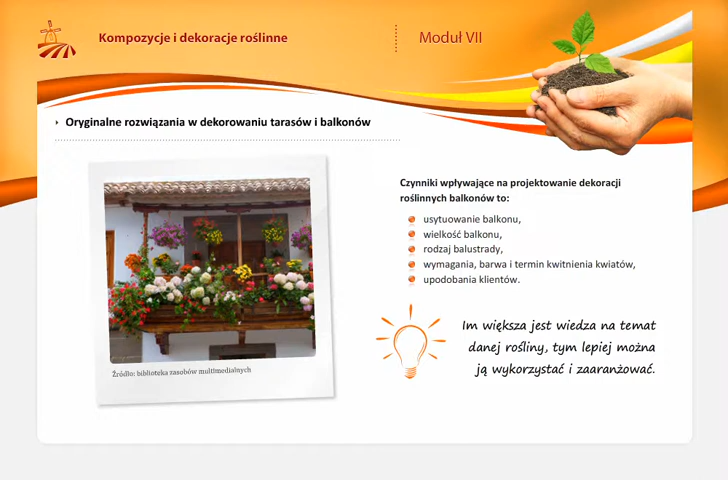 Kompozycje i dekoracje roślinne
Moduł VII
Oryginalne rozwiązania w dekorowaniu tarasów i balkonów
Czynniki wpływające na projektowanie dekoracji
roślinnych balkonów to:
usytuowanie balkonu,
wielkość balkonu,
rodzaj balustrady,
wymagania, barwa i termin kwitnienia kwiatów,
upodobania klientów.
Im większa jest wiedza na temat
danej rośliny, tym lepiej można
ją wykorzystać i zaaranżować.
Źródło: biblioteka zasobów multimedialnych